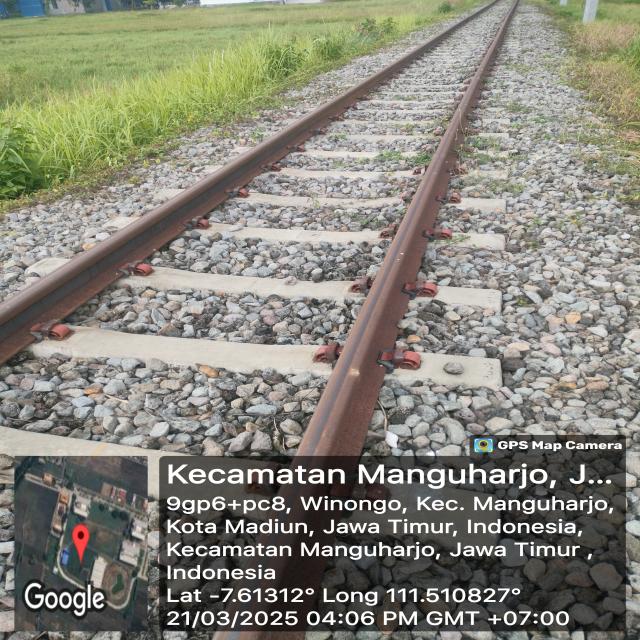 GPS Map Camera
Kecamatan Manguharjo, J...
9gp6+pc8, Winongo, Kec. Manguharjo,
Kota Madiun, Jawa Timur, Indonesia,
Kecamatan Manguharjo, Jawa Timur ,
Indonesia
Lat -7.61312° Long 111.510827°
21/03/2025 04:06 PM GMT +07:00
Google